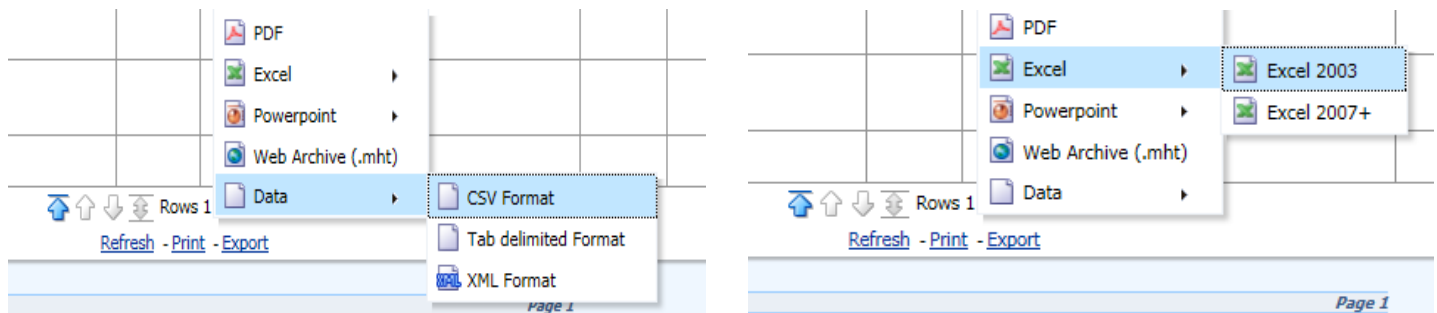 PDF
Excel
Powerpoint
Web Archive (.mht)
Data
CSV Format
Tab delimited Format
XML Format
Rows 1
Refresh - Print - Export
Page 1
PDF
Excel
Excel 2003
Excel 2007+
Powerpoint
Web Archive (.mht)
Data
Rows 1
Refresh - Print - Export
Page 1